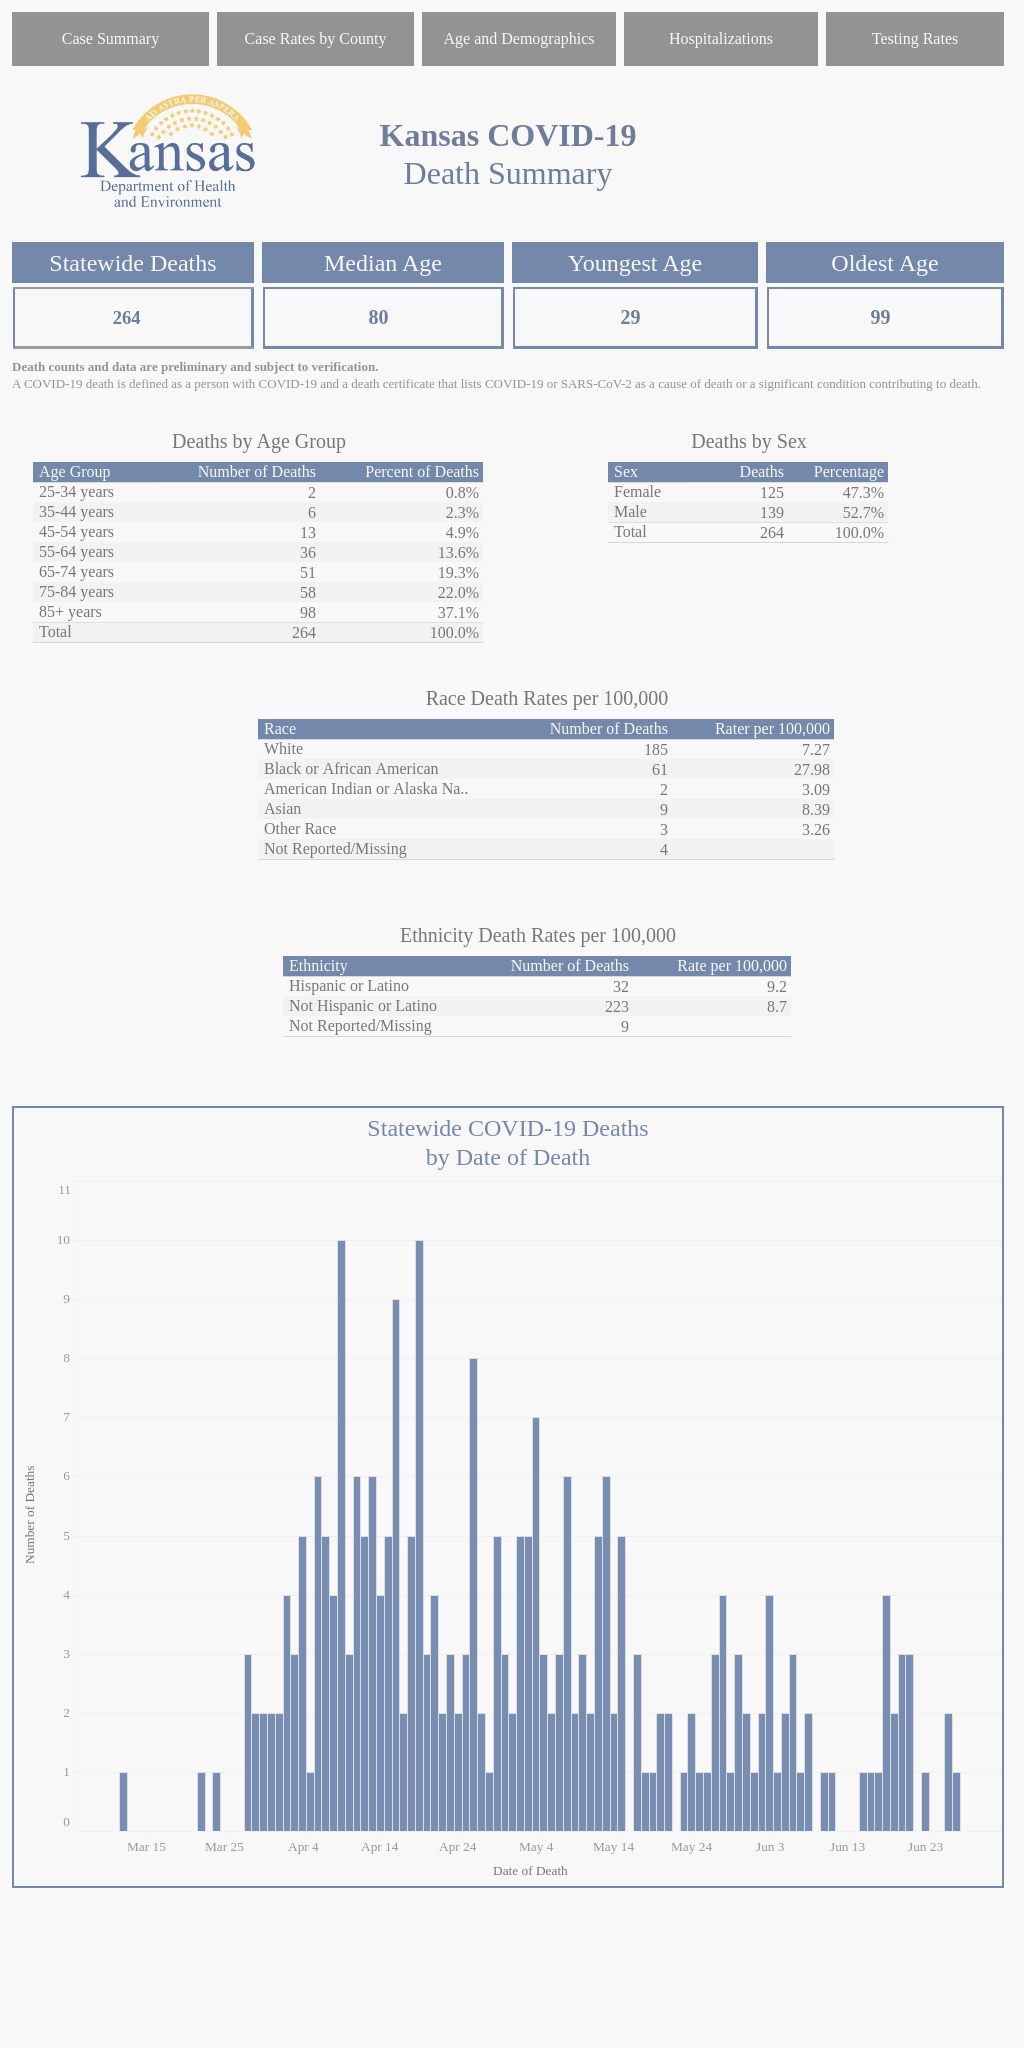 Case Summary Case Rates by County Age and Demographics Hospitalizations Testing Rates
AD ASTRA PER ASPERA
Kansas
Department of Health
and Environment
Kansas COVID-19
Death Summary
Statewide Deaths Median Age Youngest Age Oldest Age
264 80 29 99
Death counts and data are preliminary and subject to verification.
A COVID-19 death is defined as a person with COVID-19 and a death certificate that lists COVID-19 or SARS-CoV-2 as a cause of death or a significant condition contributing to death.
Deaths by Age Group
Age Group Number of Deaths Percent of Deaths
25-34 years 2 0.8%
35-44 years 6 2.3%
45-54 years 13 4.9%
55-64 years 36 13.6%
65-74 years 51 19.3%
75-84 years 58 22.0%
85+ years 98 37.1%
Total 264 100.0%
Deaths by Sex
Sex Deaths Percentage
Female 125 47.3%
Male 139 52.7%
Total 264 100.0%
Race Death Rates per 100,000
Race Number of Deaths Rater per 100,000
White 185 7.27
Black or African American 61 27.98
American Indian or Alaska Na.. 2 3.09
Asian 9 8.39
Other Race 3 3.26
Not Reported/Missing 4
Ethnicity Death Rates per 100,000
Ethnicity Number of Deaths Rate per 100,000
Hispanic or Latino 32 9.2
Not Hispanic or Latino 223 8.7
Not Reported/Missing 9
Statewide COVID-19 Deaths
by Date of Death
11
10
9
8
7
6
5
4
3
2
1
0
Number of Deaths
Mar 15 Mar 25 Apr 4 Apr 14 Apr 24 May 4 May 14 May 24 Jun 3 Jun 13 Jun 23
Date of Death